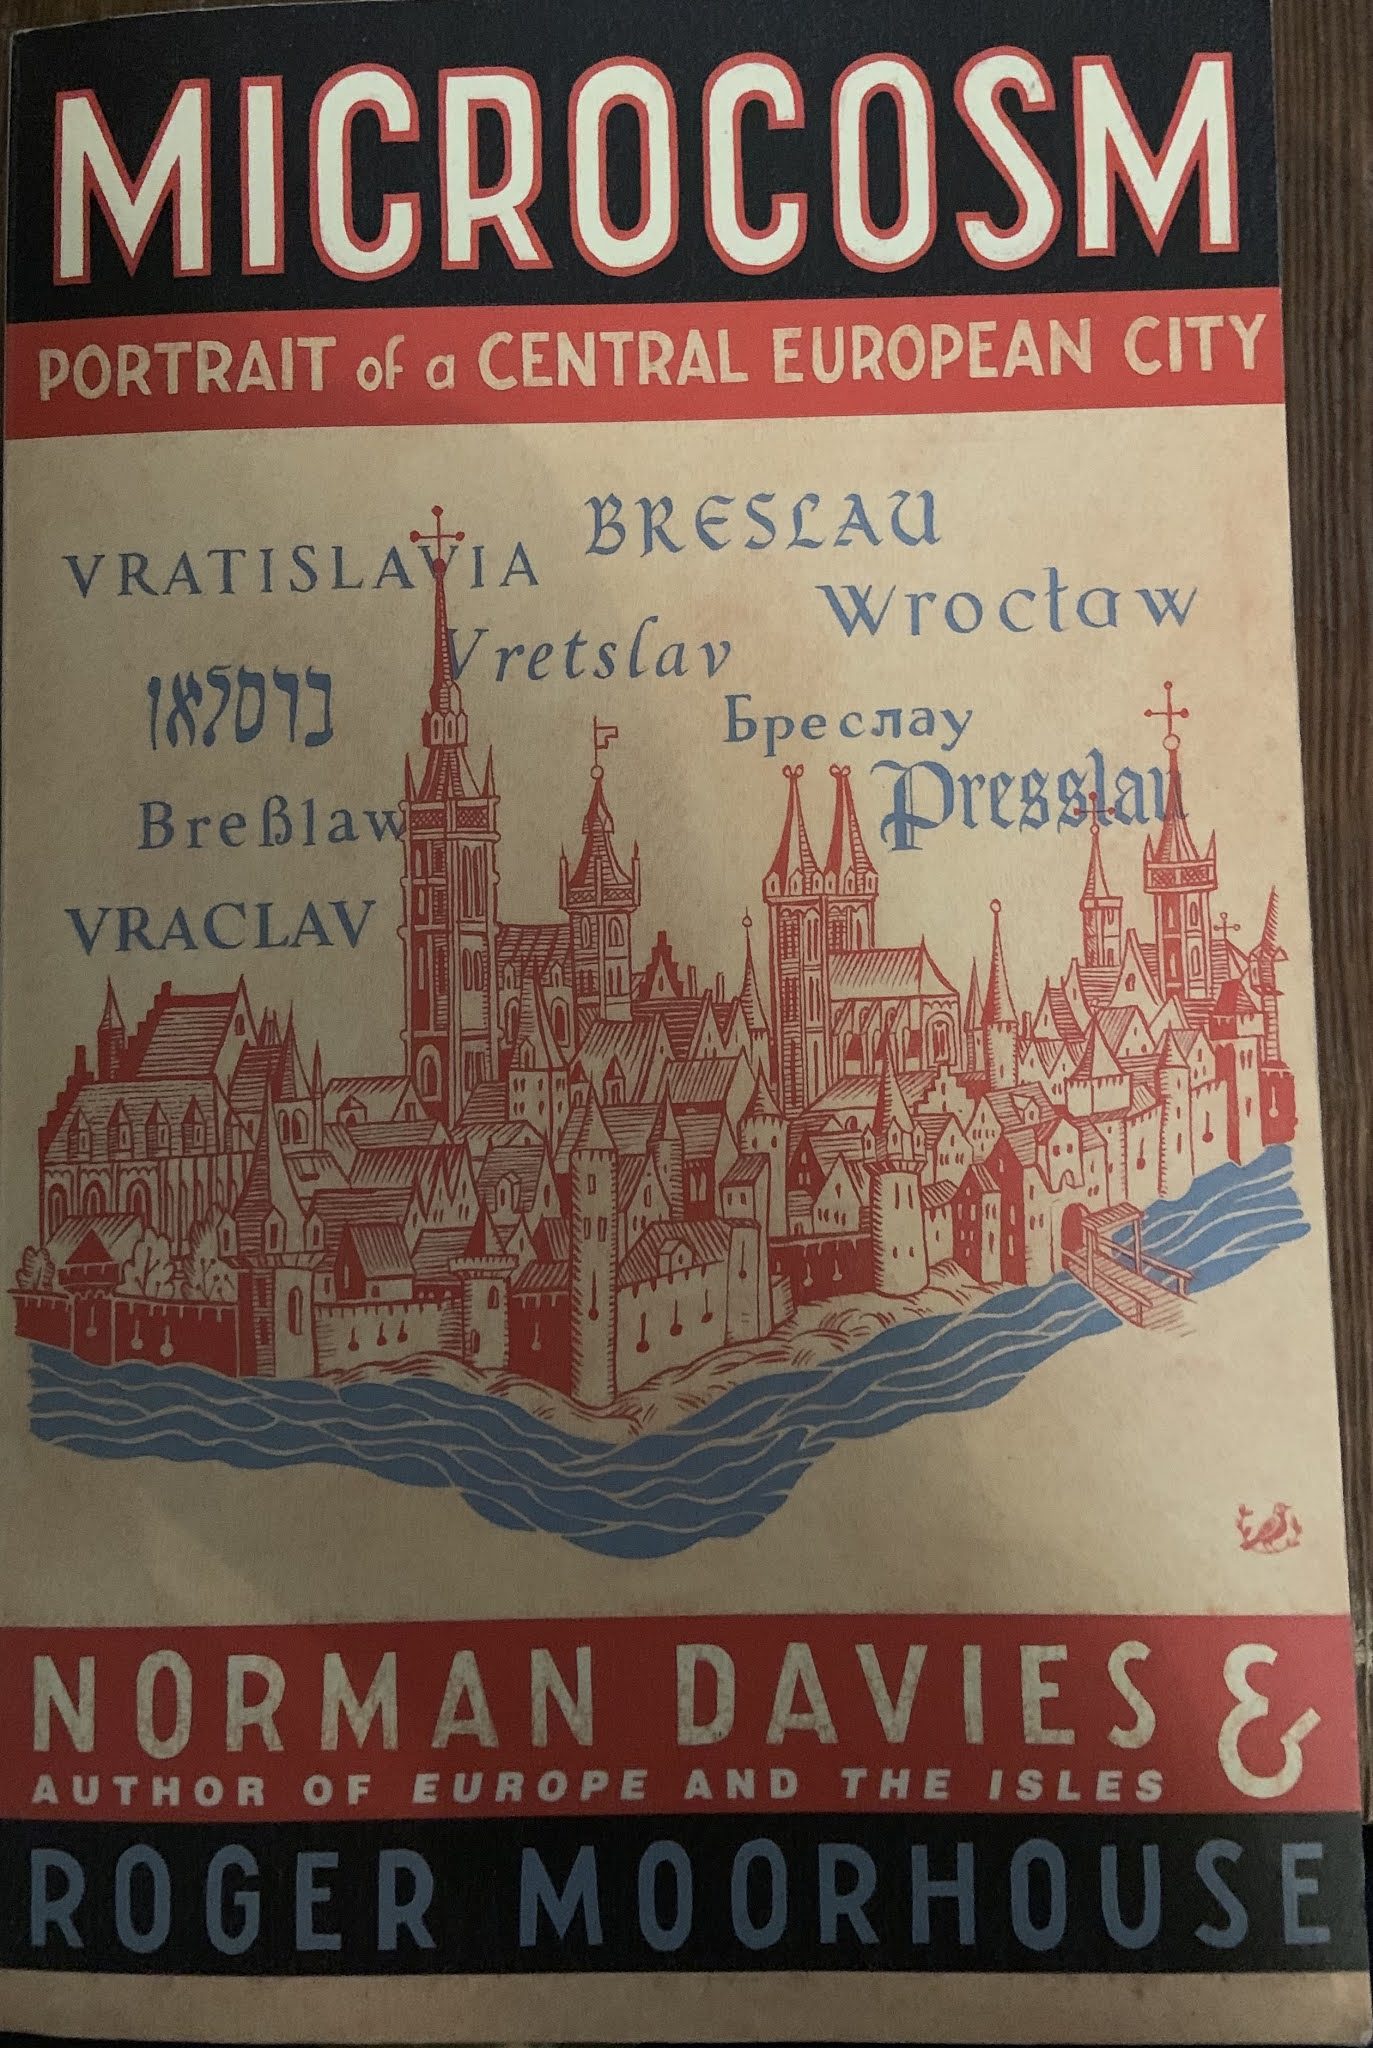 MICROCOSM
PORTRAIT of a CENTRAL EUROPEAN CITY
BRESLAU
VRATISLAVIA
Wrocław
Vretslav
ברסלאו
Бреслау
Presslau
Breßlaw
VRACLAV
NORMAN DAVIES &
AUTHOR OF EUROPE AND THE ISLES
ROGER MOORHOUSE